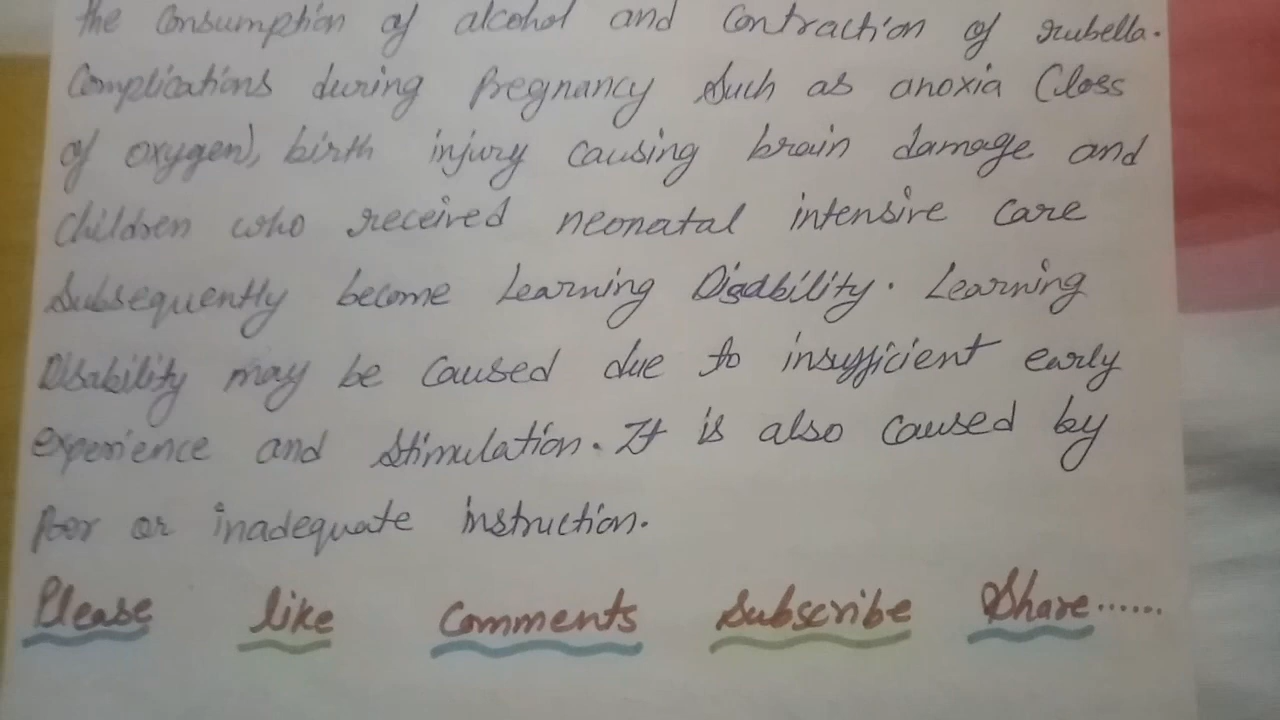 the consumption of alcohol and contraction of rubella.
Complications during Pregnancy such as anoxia (loss
of oxygen), birth injury causing brain damage and
children who received neonatal intensive care
subsequently become Learning Disability. Learning
Disability may be caused due to insufficient early
experience and stimulation. It is also caused by
poor or inadequate instruction.
Please like Comments Subscribe Share......